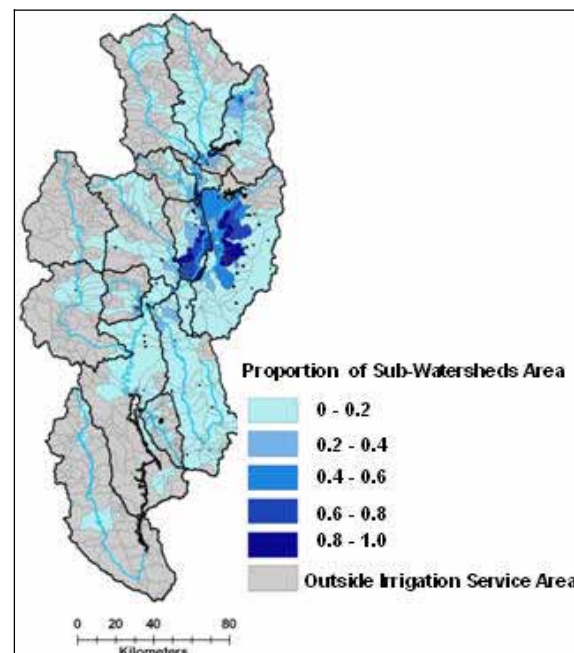 Proportion of Sub-Watersheds Area
0 - 0.2
0.2 - 0.4
0.4 - 0.6
0.6 - 0.8
0.8 - 1.0
Outside Irrigation Service Area
0 20 40 80
Kilometers